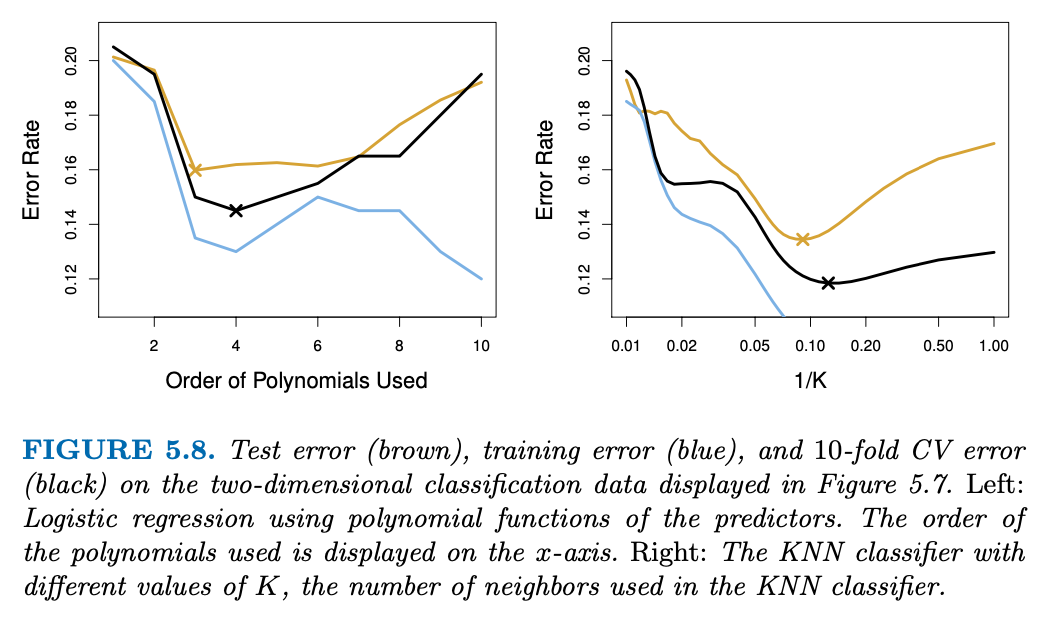 Error Rate
0.20
0.18
0.16
0.14
0.12
2 4 6 8 10
Order of Polynomials Used
Error Rate
0.20
0.18
0.16
0.14
0.12
0.01 0.02 0.05 0.10 0.20 0.50 1.00
1/K
FIGURE 5.8. Test error (brown), training error (blue), and 10-fold CV error
(black) on the two-dimensional classification data displayed in Figure 5.7. Left:
Logistic regression using polynomial functions of the predictors. The order of
the polynomials used is displayed on the x-axis. Right: The KNN classifier with
different values of K, the number of neighbors used in the KNN classifier.